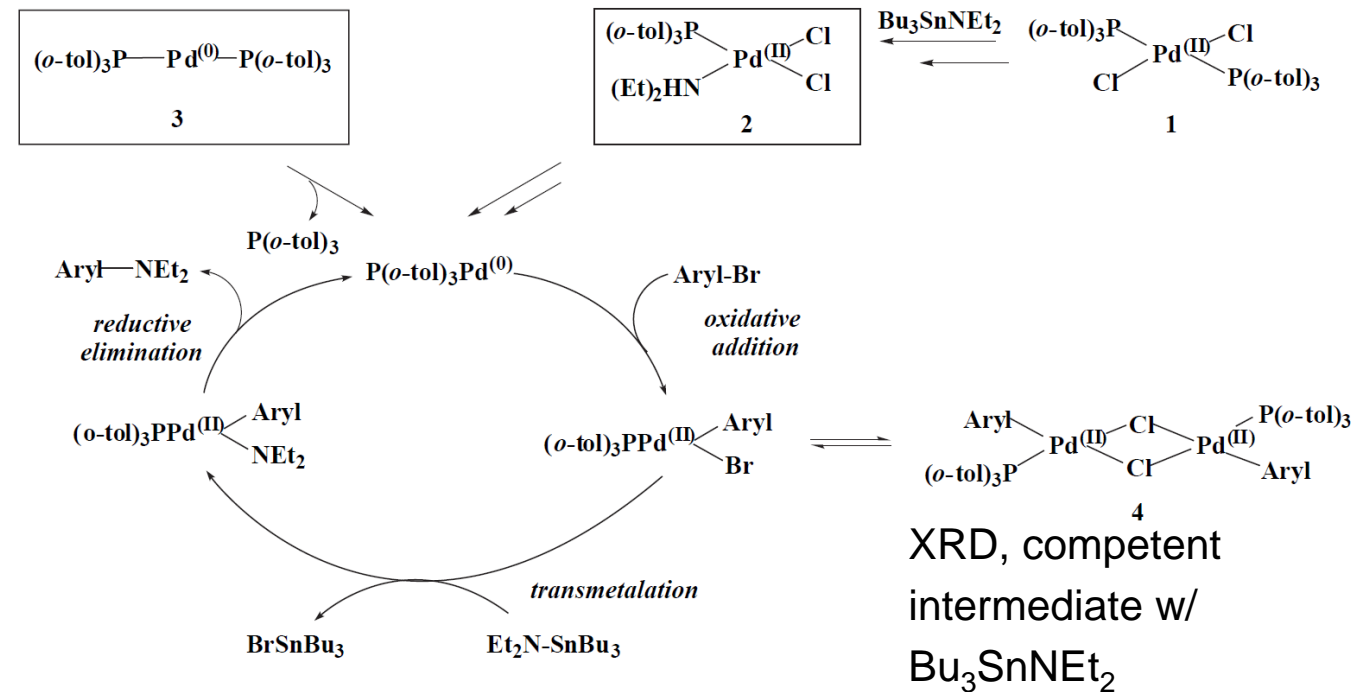 (o-tol)3P—Pd(0)–P(o-tol)3
3
(o-tol)3P Cl
Pd(II)
(Et)2HN Cl
2
Bu3SnNEt2
(o-tol)3P Cl
Pd(II)
Cl P(o-tol)3
1
P(o-tol)3
Aryl—NEt2
P(o-tol)3Pd(0)
Aryl-Br
reductive
elimination
oxidative
addition
(o-tol)3PPd(II) Aryl
NEt2
(o-tol)3PPd(II) Aryl
Br
Aryl Cl P(o-tol)3
Pd(II) Pd(II)
(o-tol)3P Cl Aryl
4
transmetalation
BrSnBu3
Et2N-SnBu3
XRD, competent
intermediate w/
Bu3SnNEt2